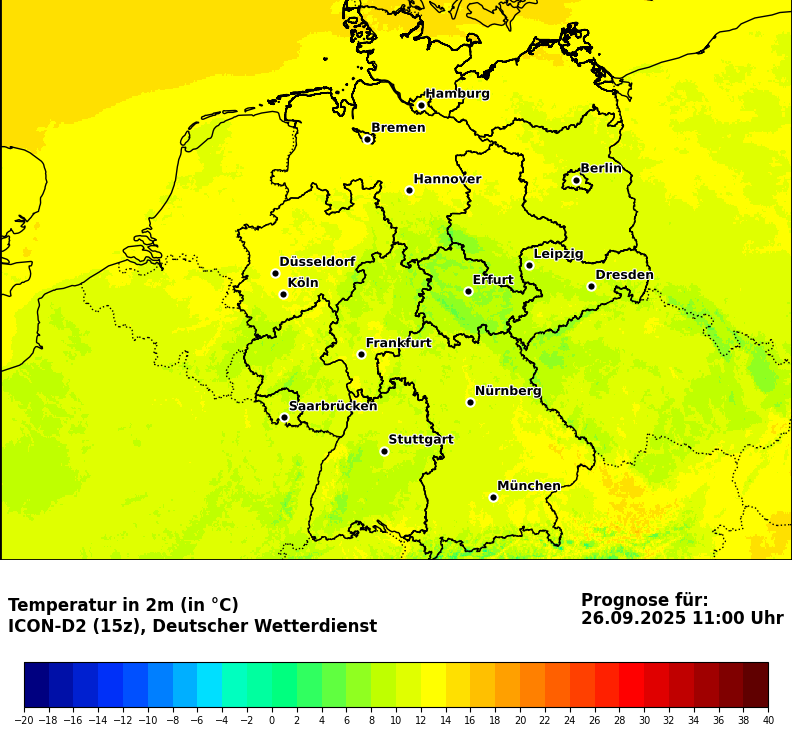 Hamburg
Bremen
Berlin
Hannover
Leipzig
Düsseldorf
Dresden
Köln
Erfurt
Frankfurt
Nürnberg
Saarbrücken
Stuttgart
München
Temperatur in 2m (in °C)
ICON-D2 (15z), Deutscher Wetterdienst
Prognose für:
26.09.2025 11:00 Uhr
−20 −18 −16 −14 −12 −10 −8 −6 −4 −2 0 2 4 6 8 10 12 14 16 18 20 22 24 26 28 30 32 34 36 38 40